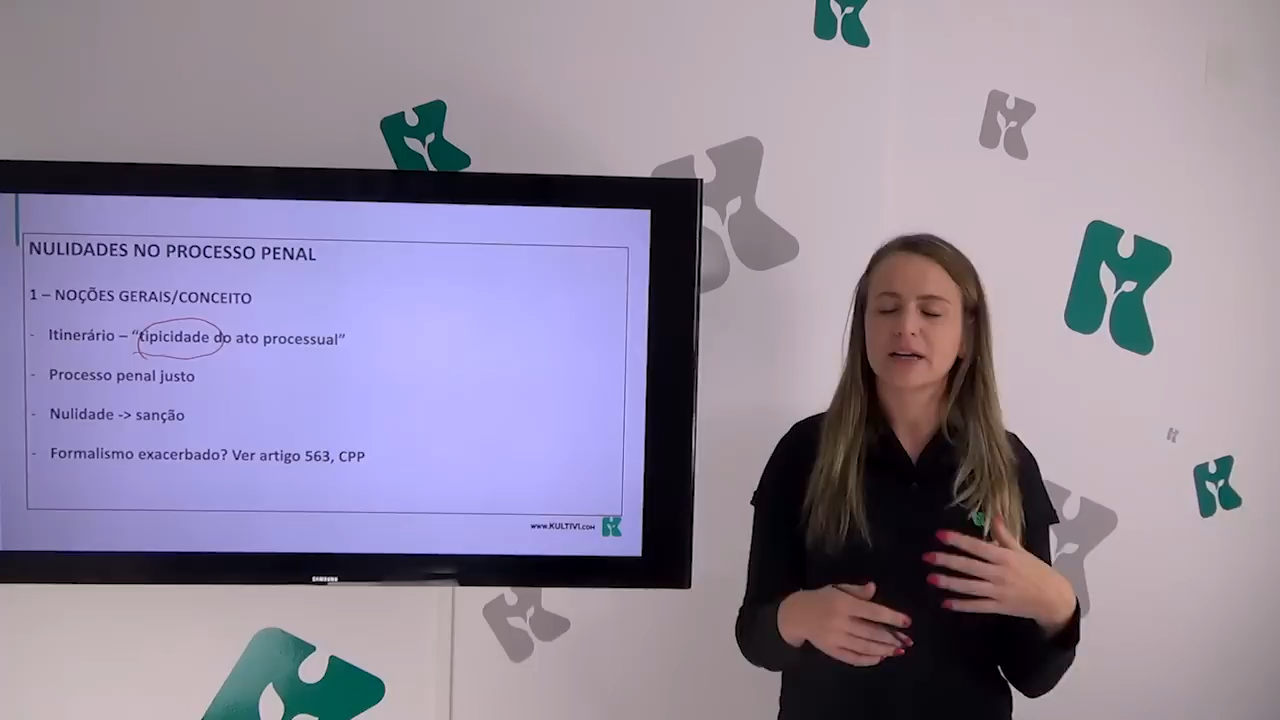 NULIDADES NO PROCESSO PENAL
1 – NOÇÕES GERAIS/CONCEITO
- Itinerário – “tipicidade do ato processual”
- Processo penal justo
- Nulidade -> sanção
- Formalismo exacerbado? Ver artigo 563, CPP
www.KULTIVI.com
SAMSUNG